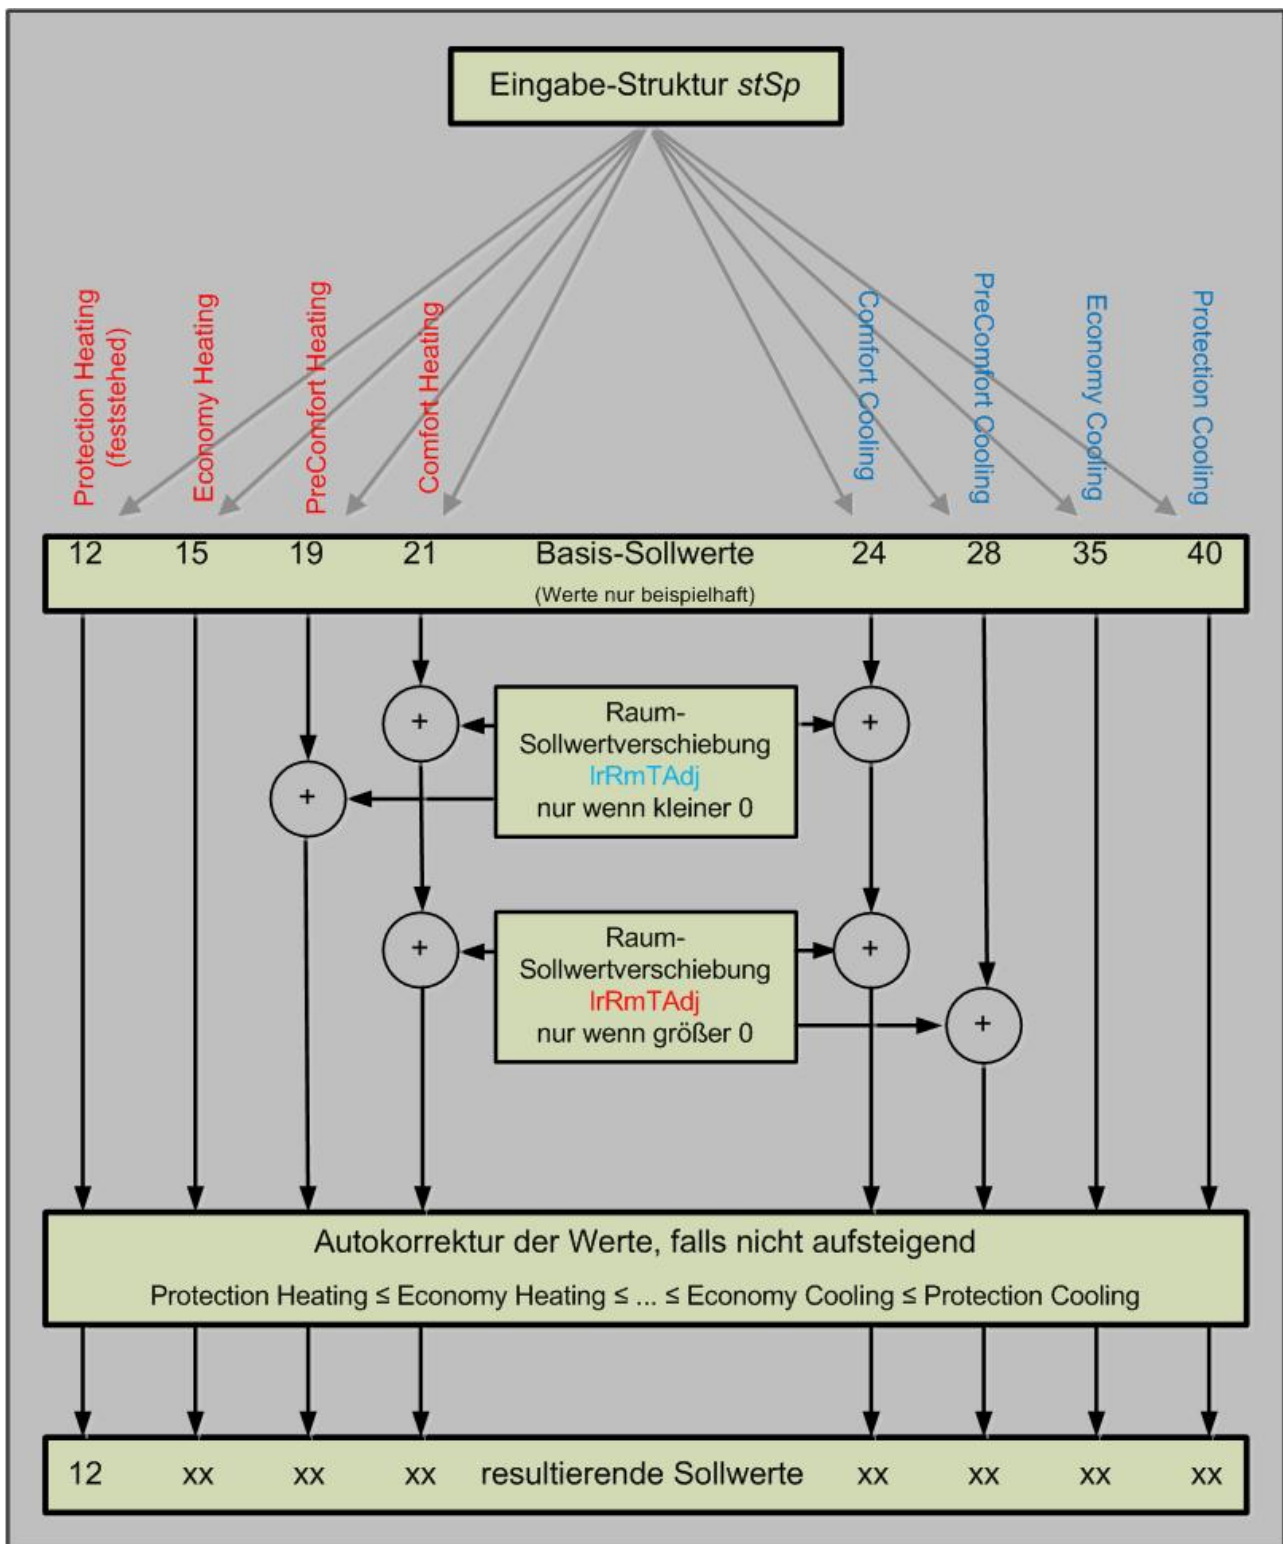 Eingabe-Struktur stSp
Protection Heating
(feststehed)
Economy Heating
PreComfort Heating
Comfort Heating
Comfort Cooling
PreComfort Cooling
Economy Cooling
Protection Cooling
12 15 19 21 Basis-Sollwerte 24 28 35 40
(Werte nur beispielhaft)
Raum-
Sollwertverschiebung
lrRmTAdj
nur wenn kleiner 0
+ +
+
Raum-
Sollwertverschiebung
lrRmTAdj
nur wenn größer 0
+ +
+
Autokorrektur der Werte, falls nicht aufsteigend
Protection Heating ≤ Economy Heating ≤ ... ≤ Economy Cooling ≤ Protection Cooling
12 xx xx xx resultierende Sollwerte xx xx xx xx